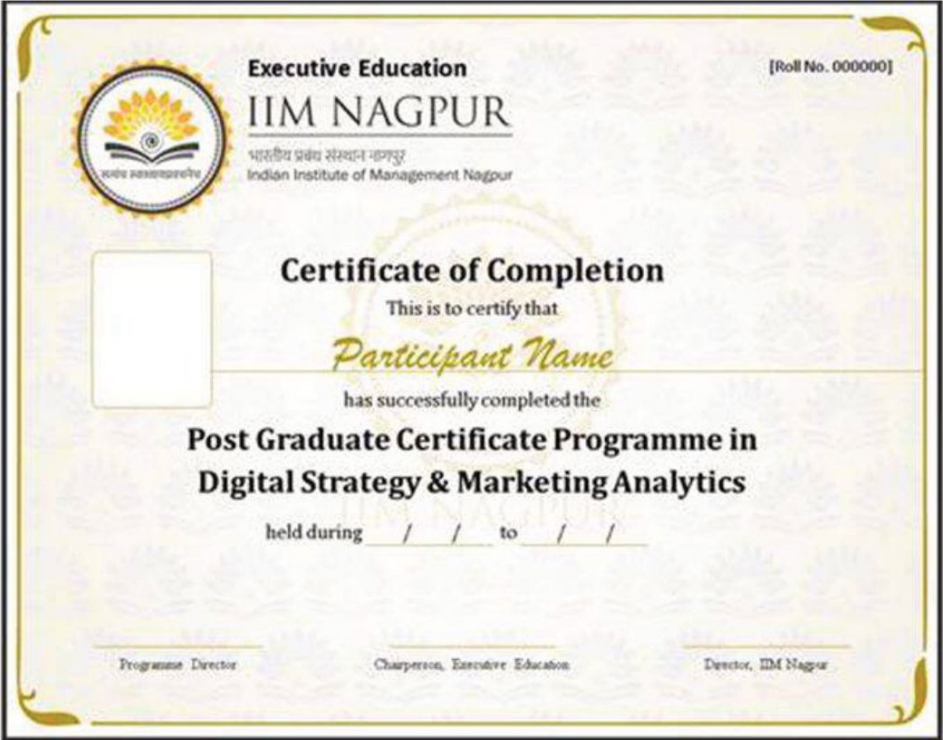 Executive Education
[Roll No. 000000]
IIM NAGPUR
भारतीय प्रबंध संस्थान नागपुर
Indian Institute of Management Nagpur
Certificate of Completion
This is to certify that
Participant Name
has successfully completed the
Post Graduate Certificate Programme in
Digital Strategy & Marketing Analytics
IIM NAGPUR
held during / / to / /
Programme Director
Chairperson, Executive Education
Director, IIM Nagpur